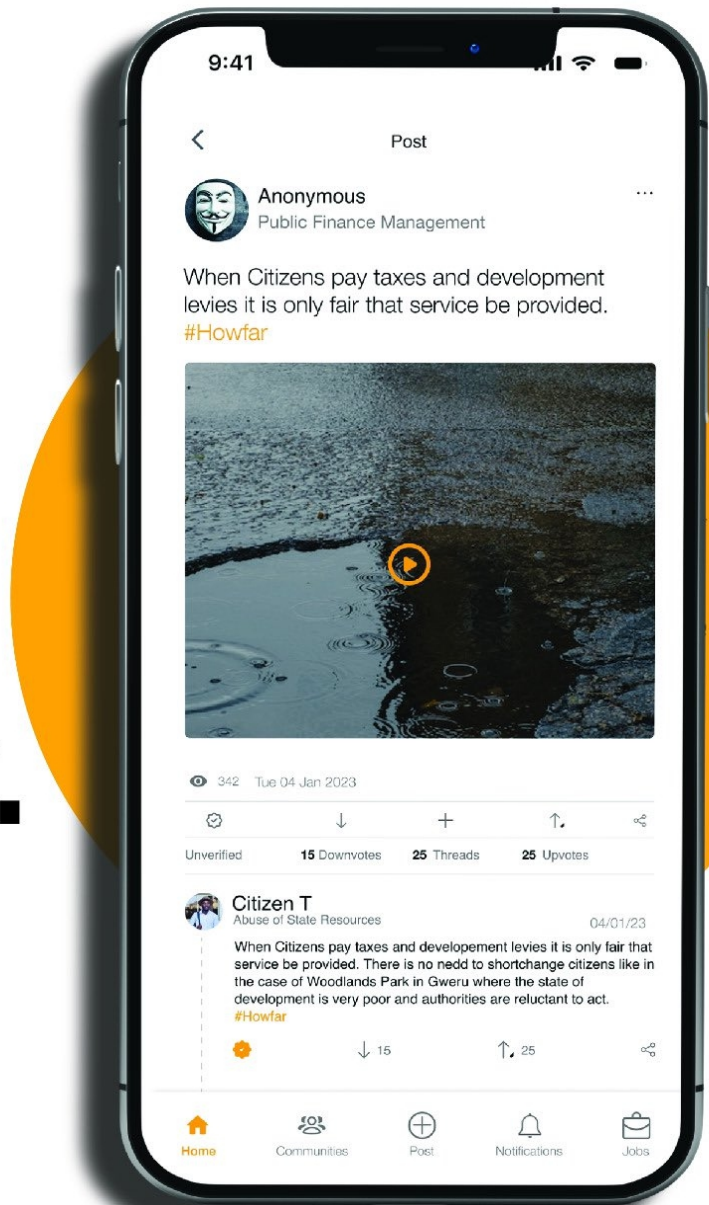 9:41
Post
Anonymous
Public Finance Management
When Citizens pay taxes and development
levies it is only fair that service be provided.
#Howfar
342 Tue 04 Jan 2023
Unverified 15 Downvotes 25 Threads 25 Upvotes
Citizen T
Abuse of State Resources 04/01/23
When Citizens pay taxes and developement levies it is only fair that
service be provided. There is no nedd to shortchange citizens like in
the case of Woodlands Park in Gweru where the state of
development is very poor and authorities are reluctant to act.
#Howfar
15 25
Home Communities Post Notifications Jobs